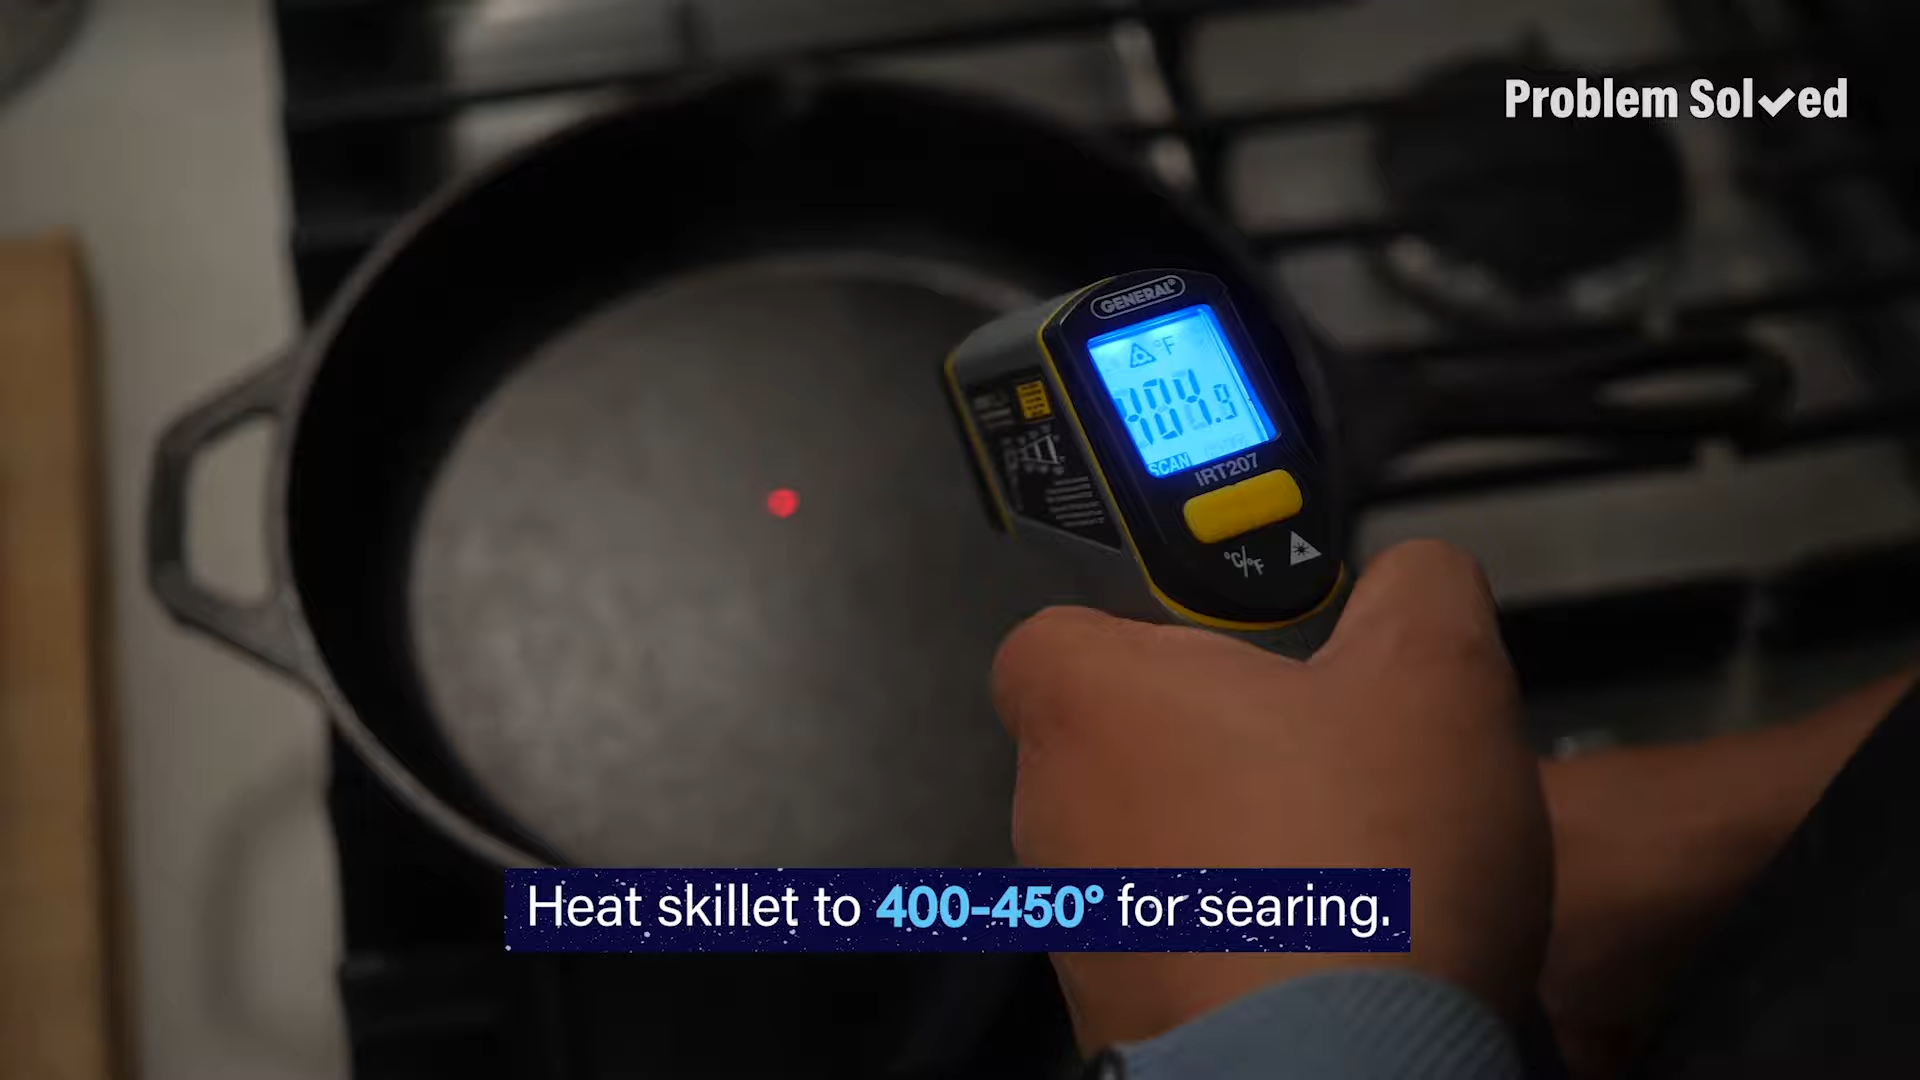 Problem Solved
GENERAL®
°F
SCAN
IRT207
°C/°F
Heat skillet to 400-450° for searing.